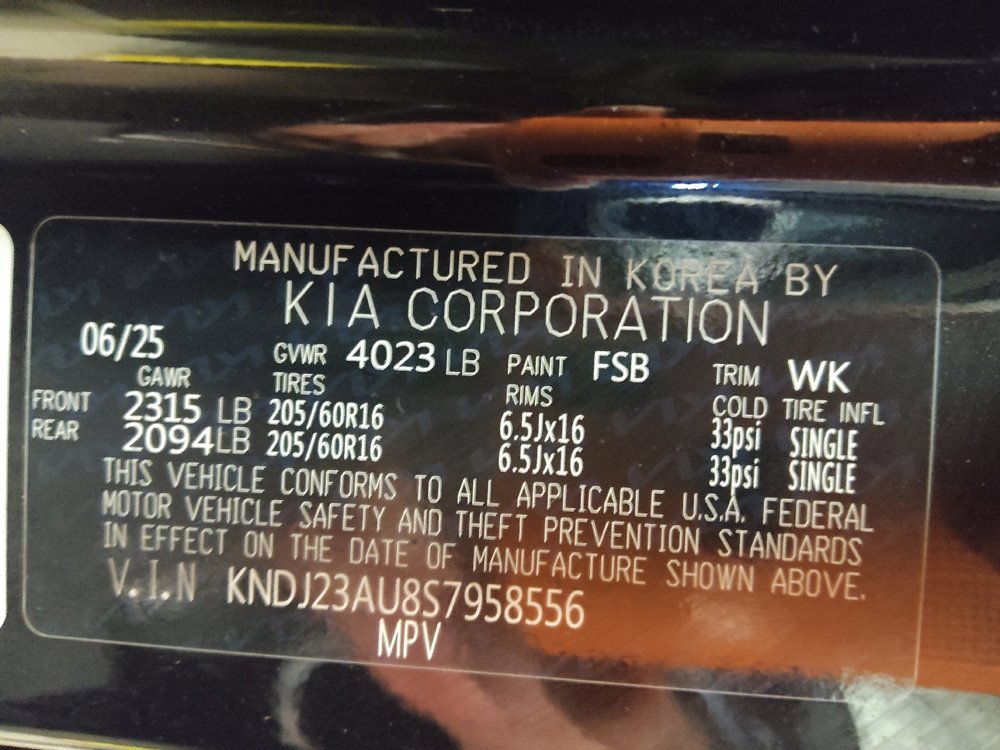 MANUFACTURED IN KOREA BY
KIA CORPORATION
06/25 GVWR 4023 LB PAINT FSB TRIM WK
GAWR TIRES RIMS COLD TIRE INFL
FRONT 2315 LB 205/60R16 6.5Jx16 33psi SINGLE
REAR 2094 LB 205/60R16 6.5Jx16 33psi SINGLE
THIS VEHICLE CONFORMS TO ALL APPLICABLE U.S.A. FEDERAL
MOTOR VEHICLE SAFETY AND THEFT PREVENTION STANDARDS
IN EFFECT ON THE DATE OF MANUFACTURE SHOWN ABOVE.
V.I.N KNDJ23AU8S7958556
MPV